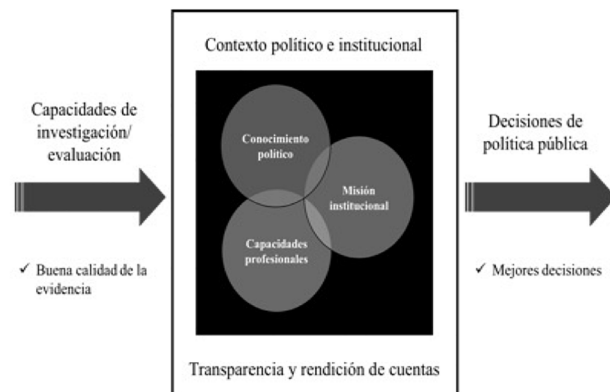 Contexto político e institucional
Capacidades de
investigación/
evaluación
✓ Buena calidad de la
evidencia
Conocimiento
político
Misión
institucional
Capacidades
profesionales
Transparencia y rendición de cuentas
Decisiones de
política pública
✓ Mejores decisiones